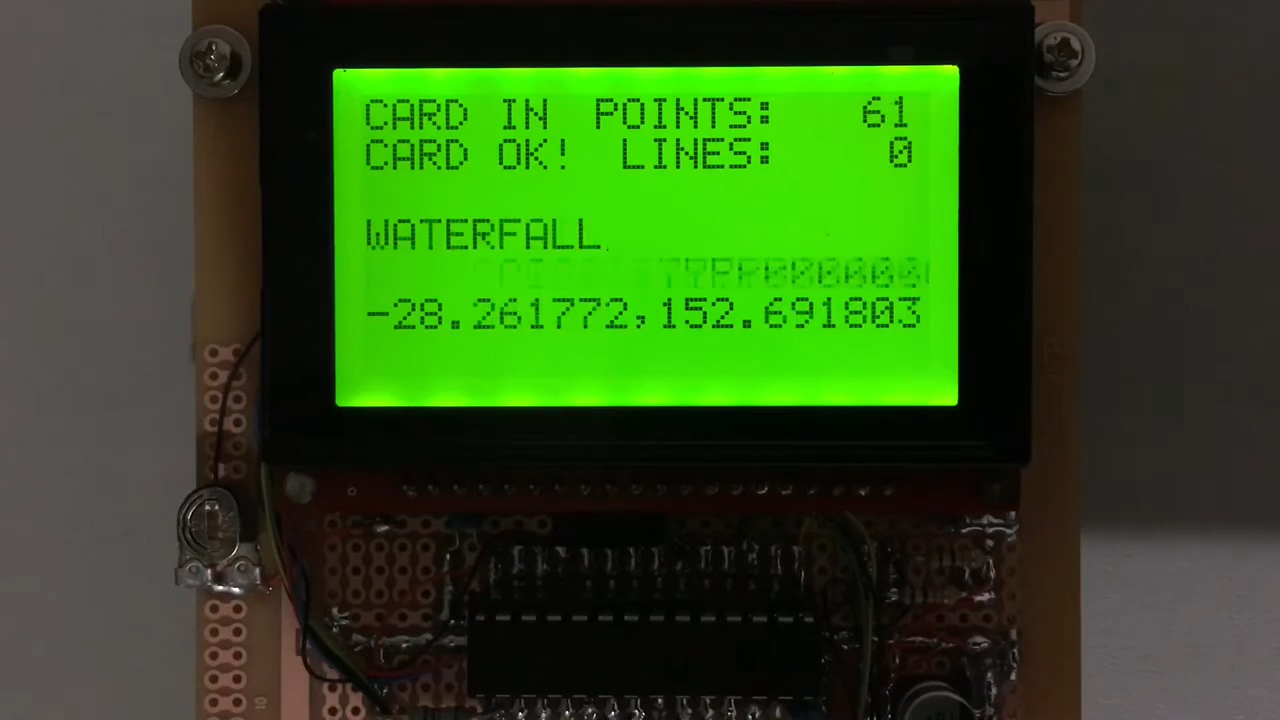 CARD IN POINTS: 61
CARD OK! LINES: 0
WATERFALL
-28.261772,152.691803